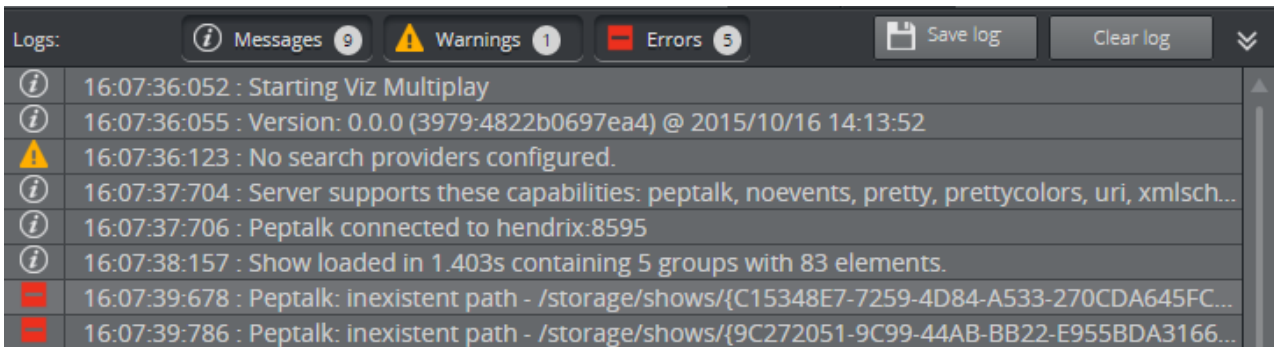 Logs: Messages 9 Warnings 1 Errors 5 Save log Clear log
16:07:36:052 : Starting Viz Multiplay
16:07:36:055 : Version: 0.0.0 (3979:4822b0697ea4) @ 2015/10/16 14:13:52
16:07:36:123 : No search providers configured.
16:07:37:704 : Server supports these capabilities: peptalk, noevents, pretty, prettycolors, uri, xmlsch...
16:07:37:706 : Peptalk connected to hendrix:8595
16:07:38:157 : Show loaded in 1.403s containing 5 groups with 83 elements.
16:07:39:678 : Peptalk: inexistent path - /storage/shows/{C15348E7-7259-4D84-A533-270CDA645FC...
16:07:39:786 : Peptalk: inexistent path - /storage/shows/{9C272051-9C99-44AB-BB22-E955BDA3166...